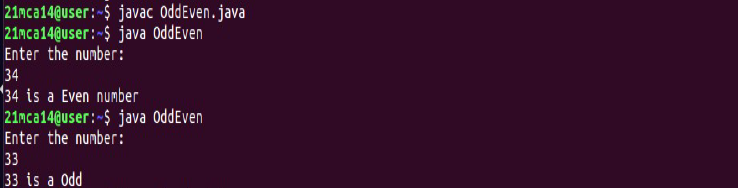 21mca14@user:~$ javac OddEven.java
21mca14@user:~$ java OddEven
Enter the number:
34
34 is a Even number
21mca14@user:~$ java OddEven
Enter the number:
33
33 is a Odd